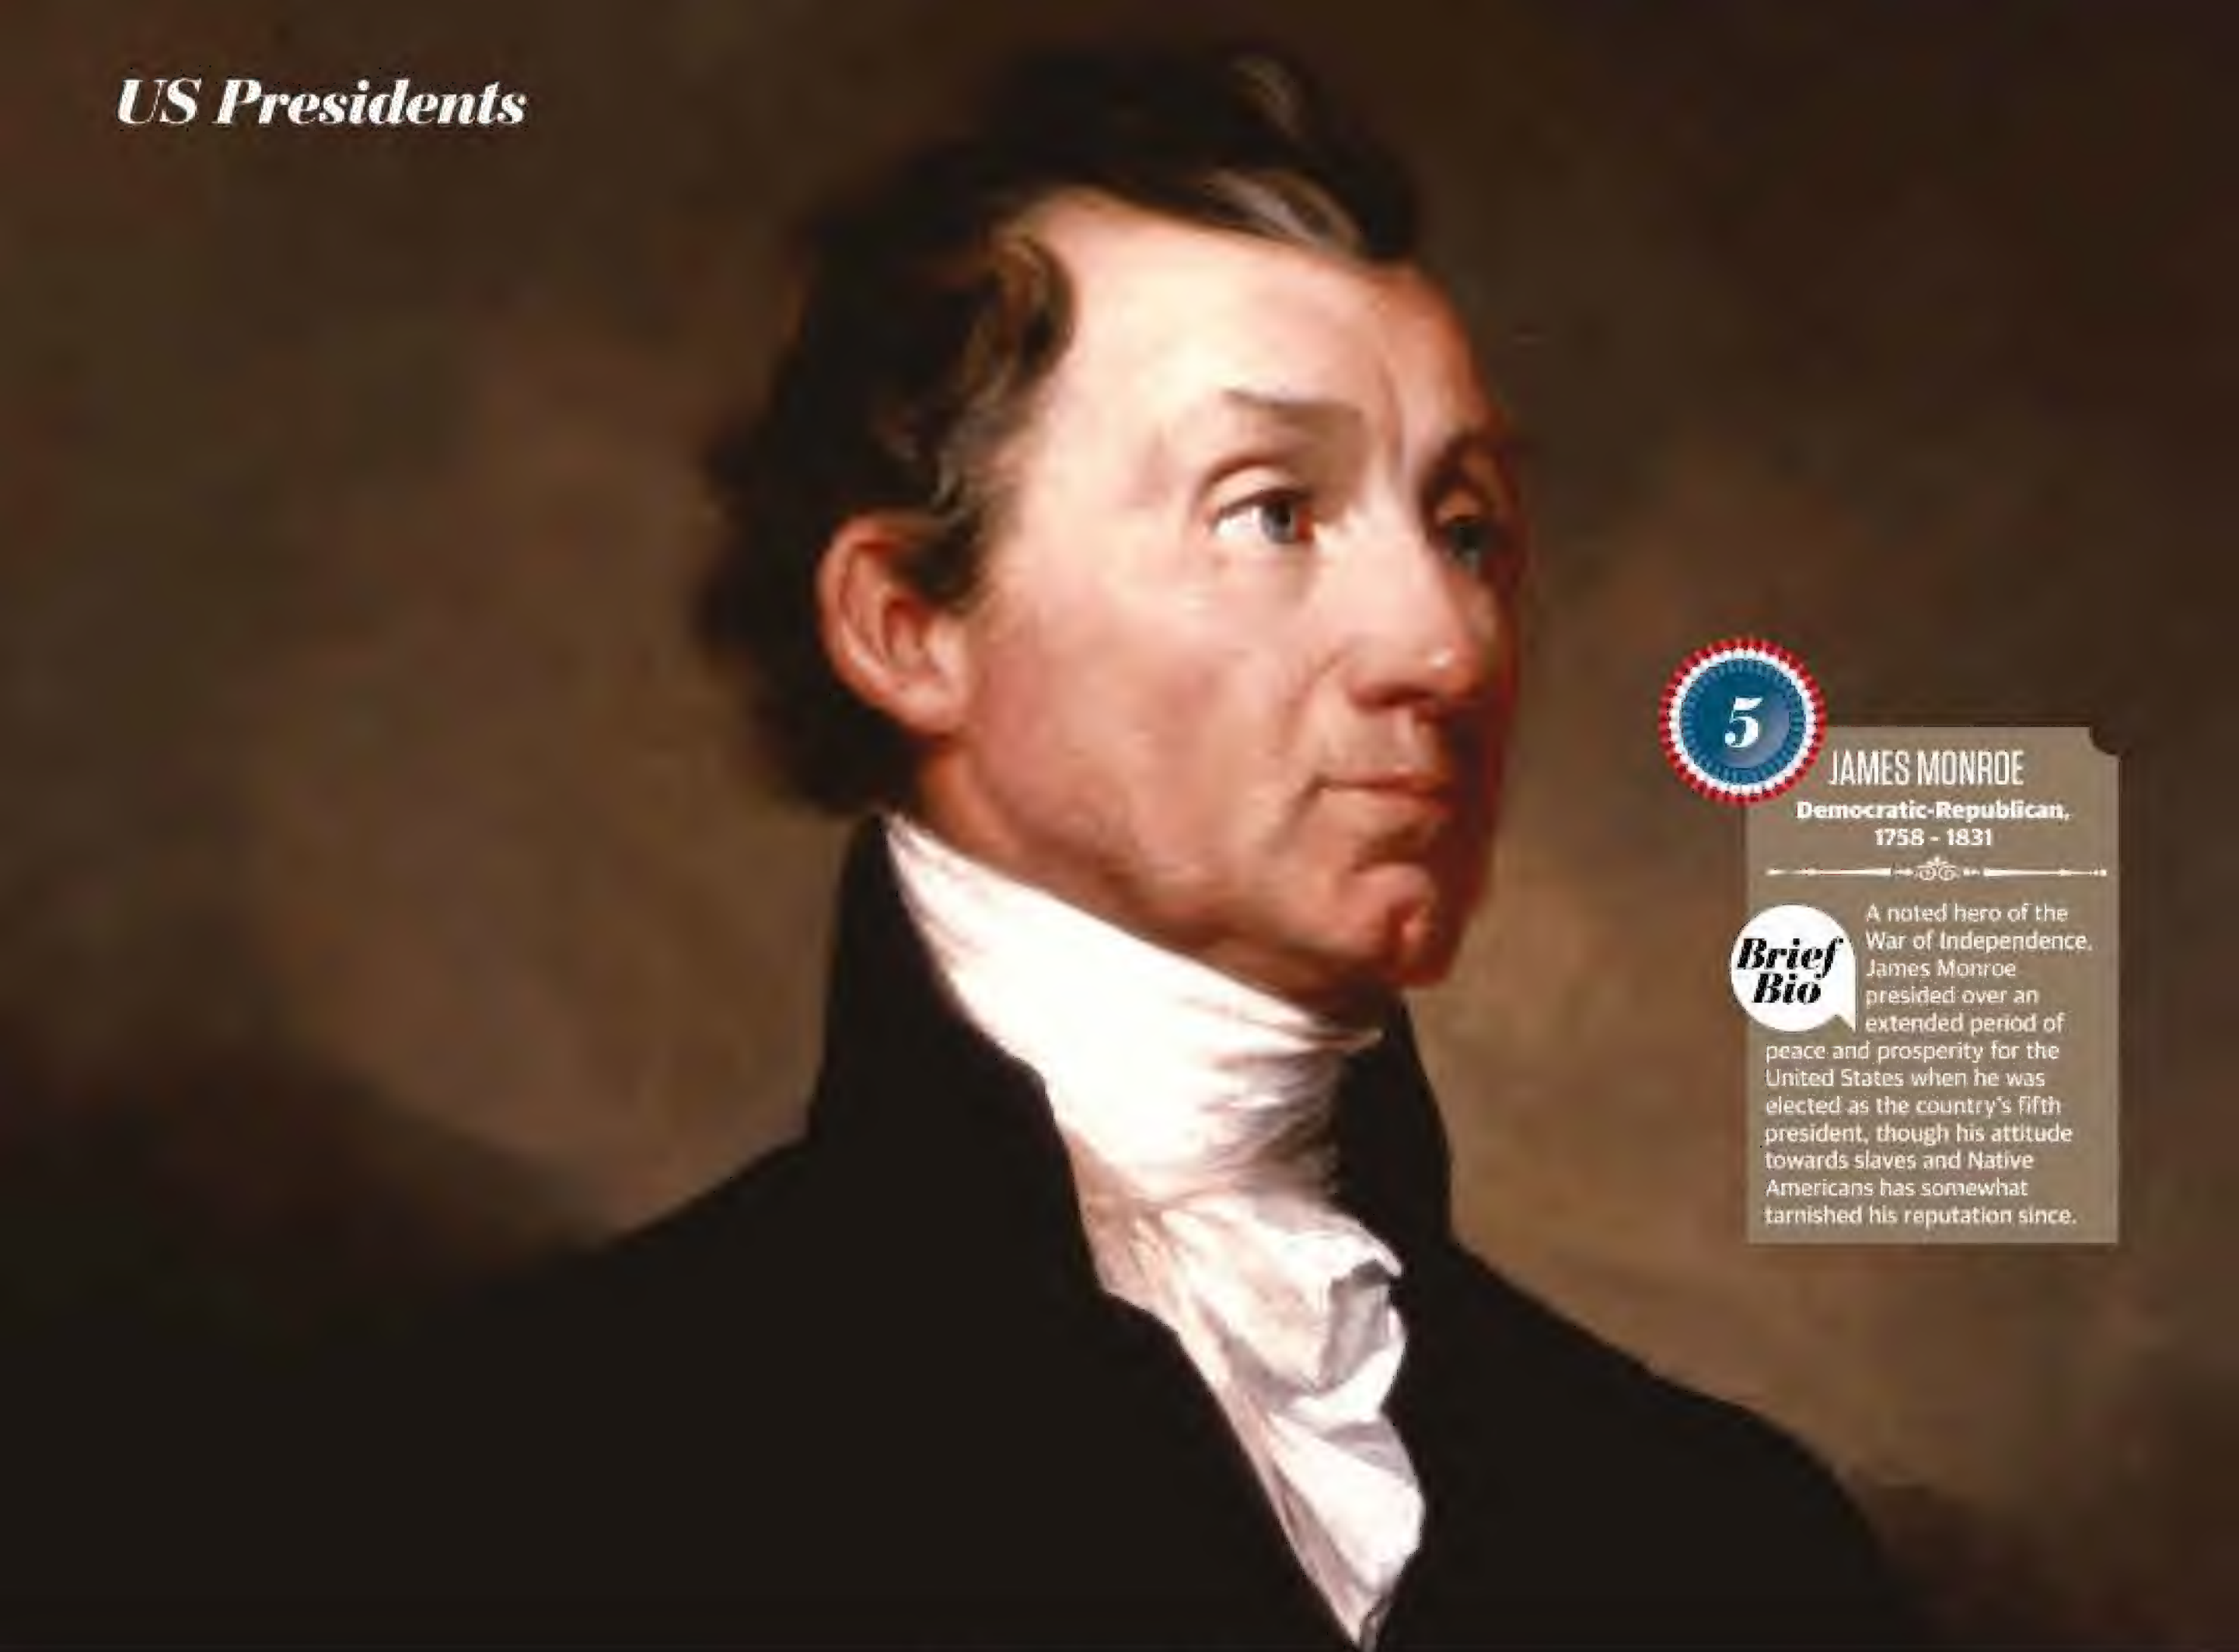 US Presidents
5
JAMES MONROE
Democratic-Republican,
1758 - 1831
Brief
Bio
A noted hero of the
War of Independence,
James Monroe
presided over an
extended period of
peace and prosperity for the
United States when he was
elected as the country's fifth
president, though his attitude
towards slaves and Native
Americans has somewhat
tarnished his reputation since.